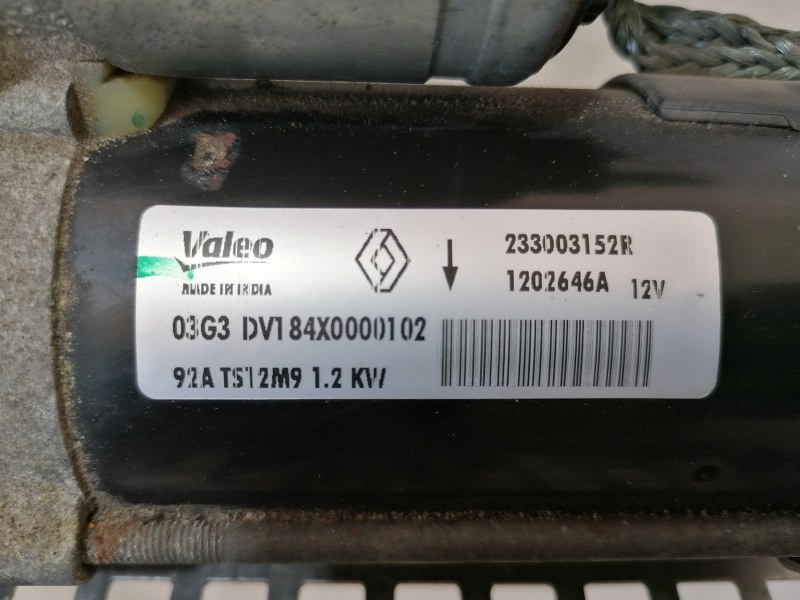 Valeo
MADE IN INDIA
233003152R
1202646A 12V
03G3 DV184X0000102
92A TS12M9 1.2 KW